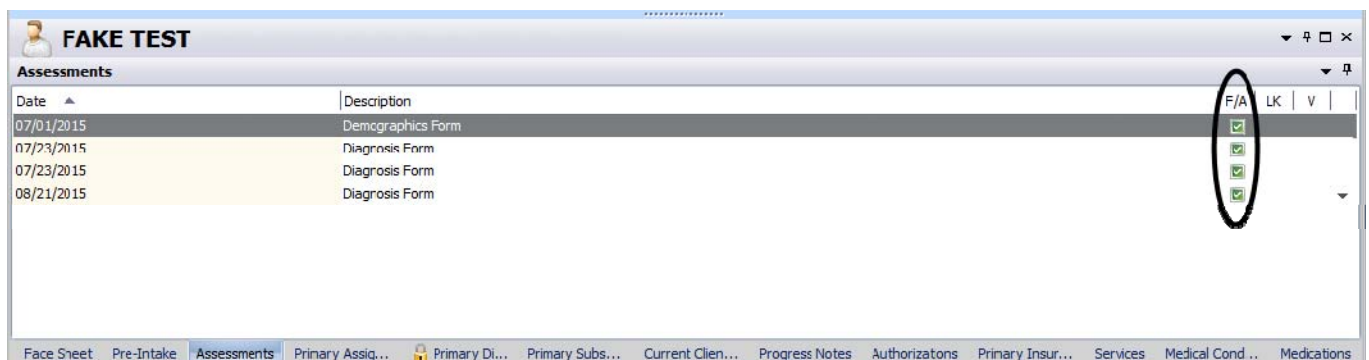 FAKE TEST
Assessments
Date Description F/A LK V
07/01/2015 Demographics Form
07/23/2015 Diagnosis Form
07/23/2015 Diagnosis Form
08/21/2015 Diagnosis Form
Face Sheet Pre-Intake Assessments Primary Assig... Primary Di... Primary Subs... Current Clien... Progress Notes Authorizatons Primary Insur... Services Medical Cond .. Medications